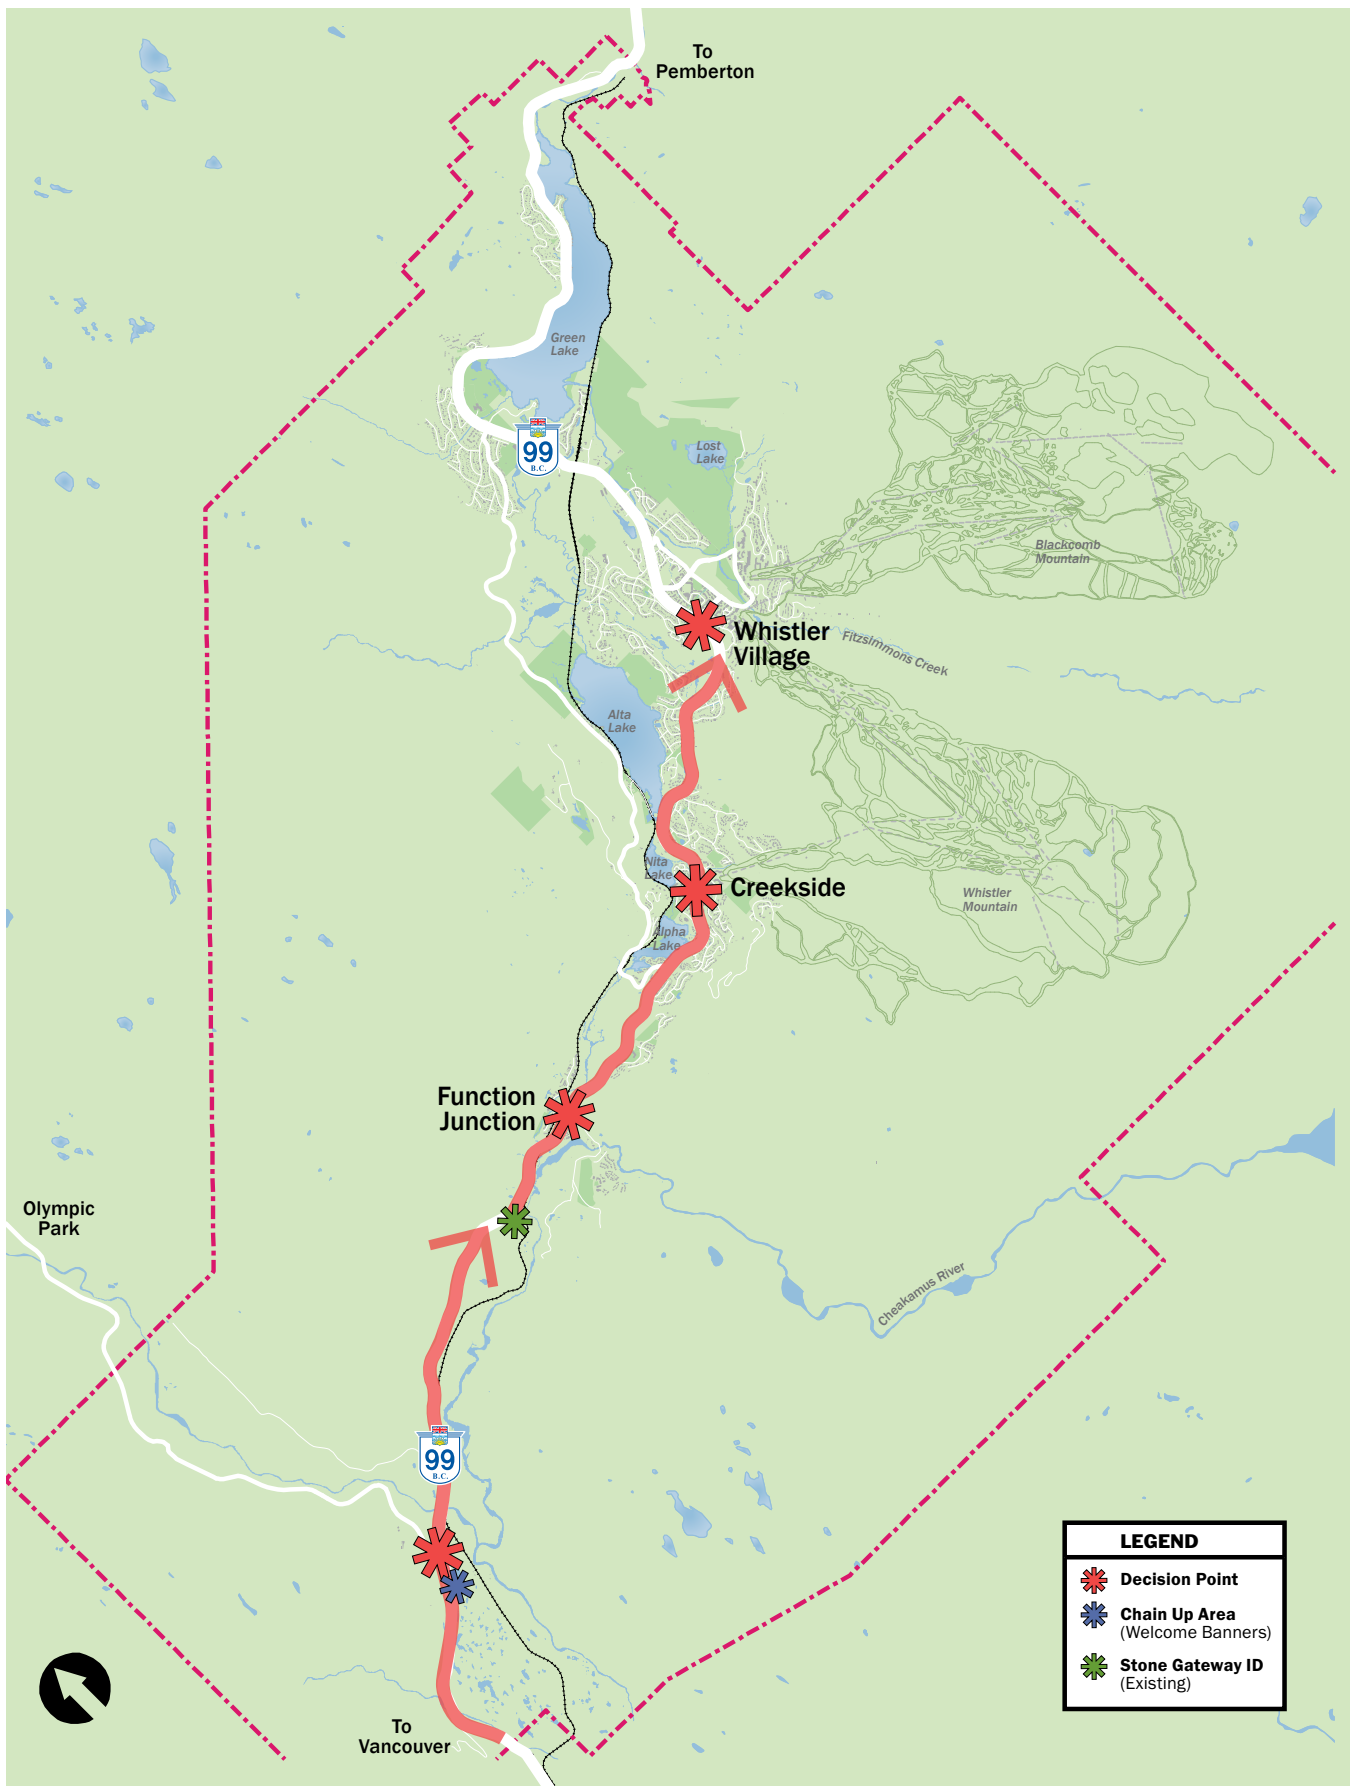 To
Pemberton
Green
Lake
99
B.C.
Lost
Lake
Blackcomb
Mountain
Whistler
Village
Fitzsimmons Creek
Alta
Lake
Nita
Lake
Creekside
Whistler
Mountain
Alpha
Lake
Function
Junction
Olympic
Park
Cheakamus River
99
B.C.
To
Vancouver
LEGEND
Decision Point
Chain Up Area
(Welcome Banners)
Stone Gateway ID
(Existing)